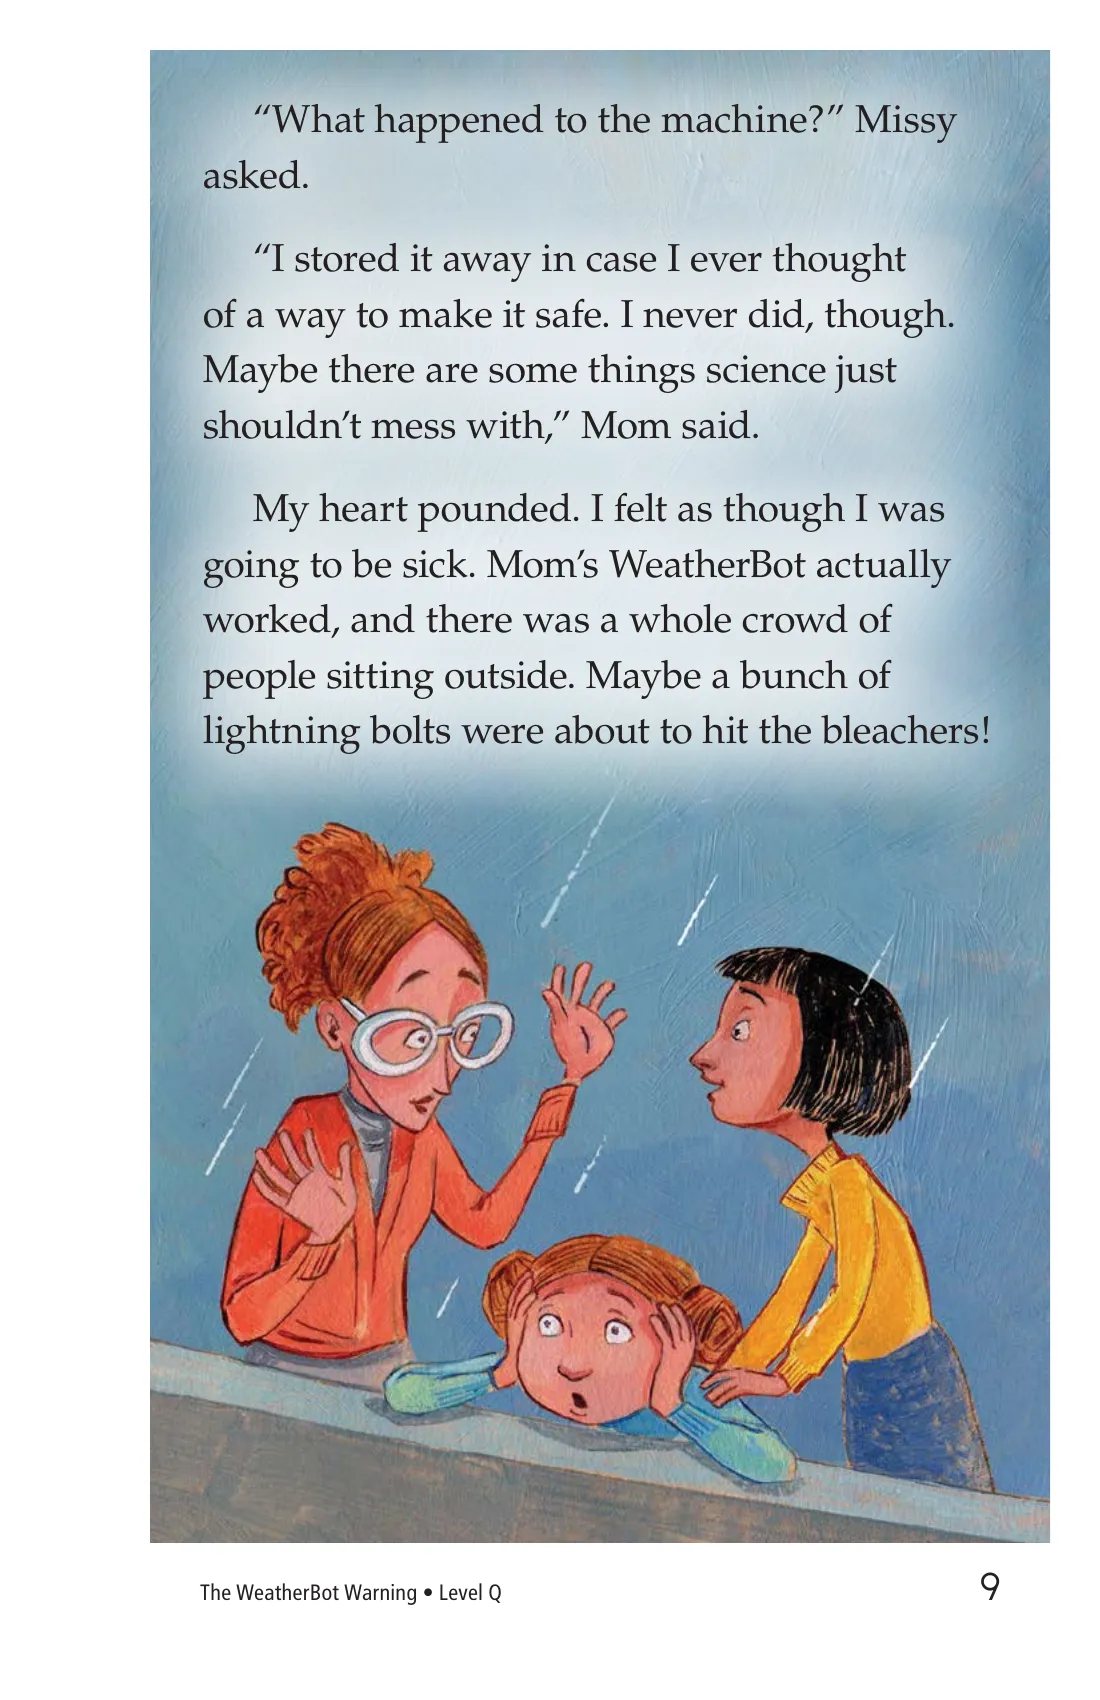 “What happened to the machine?” Missy
asked.
“I stored it away in case I ever thought
of a way to make it safe. I never did, though.
Maybe there are some things science just
shouldn’t mess with,” Mom said.
My heart pounded. I felt as though I was
going to be sick. Mom’s WeatherBot actually
worked, and there was a whole crowd of
people sitting outside. Maybe a bunch of
lightning bolts were about to hit the bleachers!
The WeatherBot Warning • Level Q
9